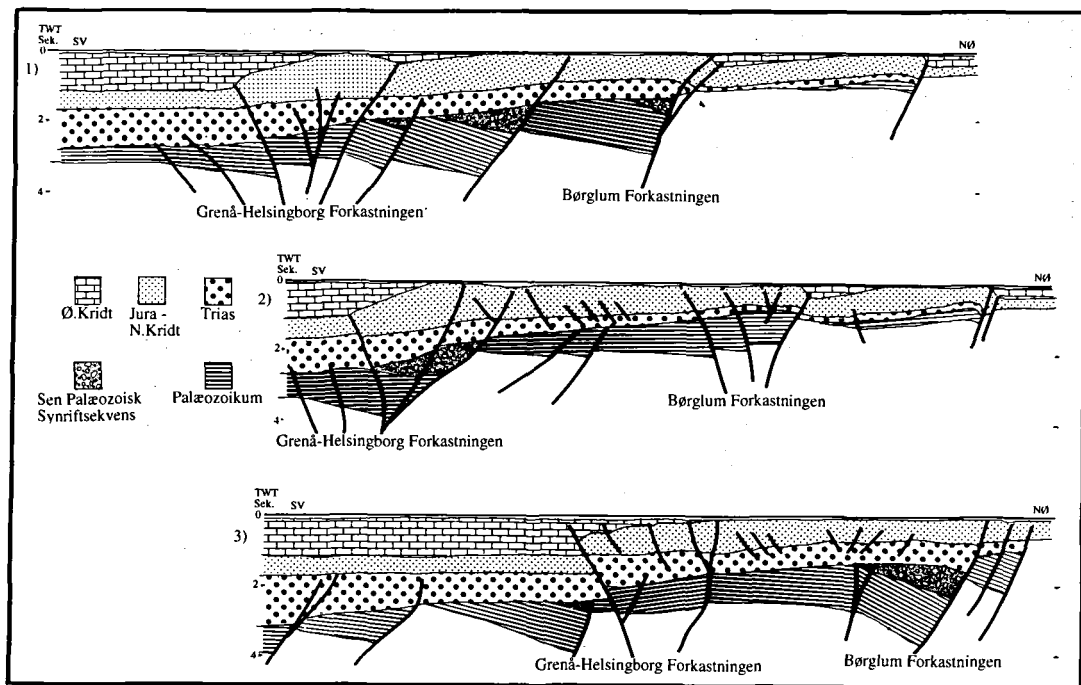 TWT
Sek. SV
NØ
0
1)
2-
4-
Grenå-Helsingborg Forkastningen
Børglum Forkastningen
TWT
Sek. SV
NØ
0
2)
2-
4-
Ø.Kridt
Jura -
N.Kridt
Trias
Sen Palæozoisk
Synriftsekvens
Palæozoikum
Grenå-Helsingborg Forkastningen
Børglum Forkastningen
TWT
Sek. SV
NØ
0
3)
2-
4-
Grenå-Helsingborg Forkastningen
Børglum Forkastningen